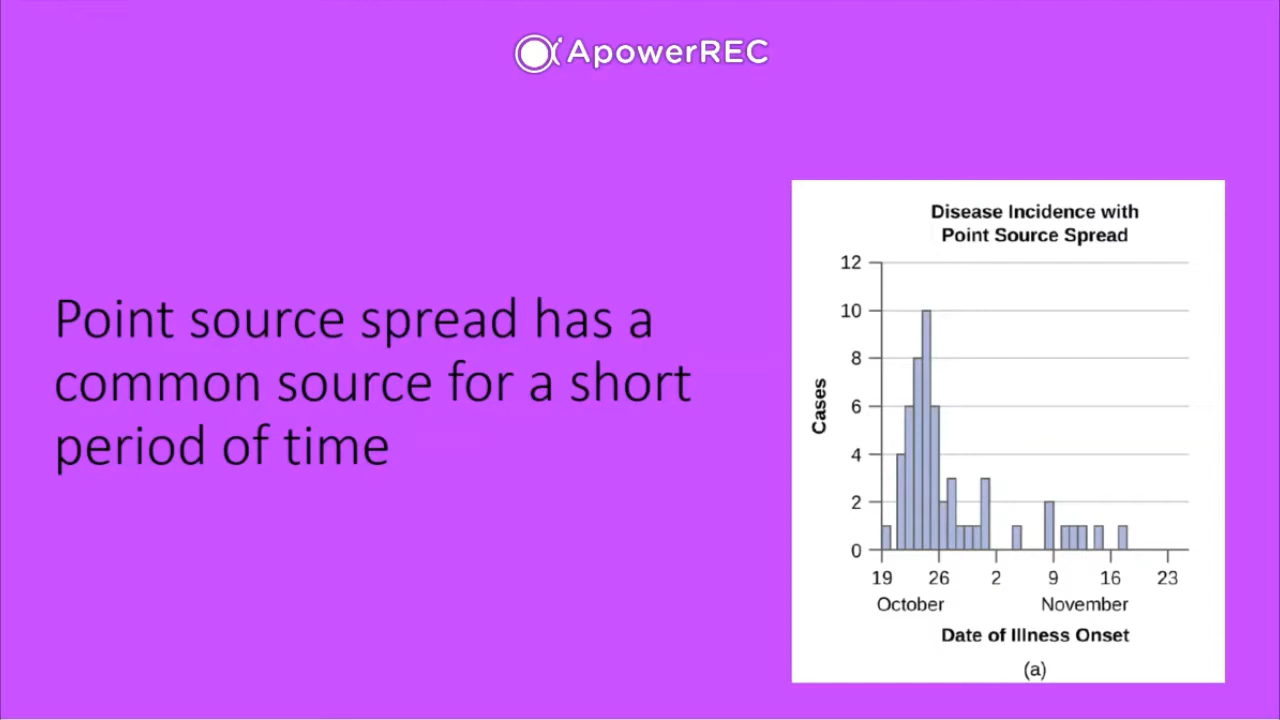 ApowerREC
Point source spread has a
common source for a short
period of time
Disease Incidence with
Point Source Spread
12
10
8
6
4
2
0
Cases
19 26 2 9 16 23
October November
Date of Illness Onset
(a)